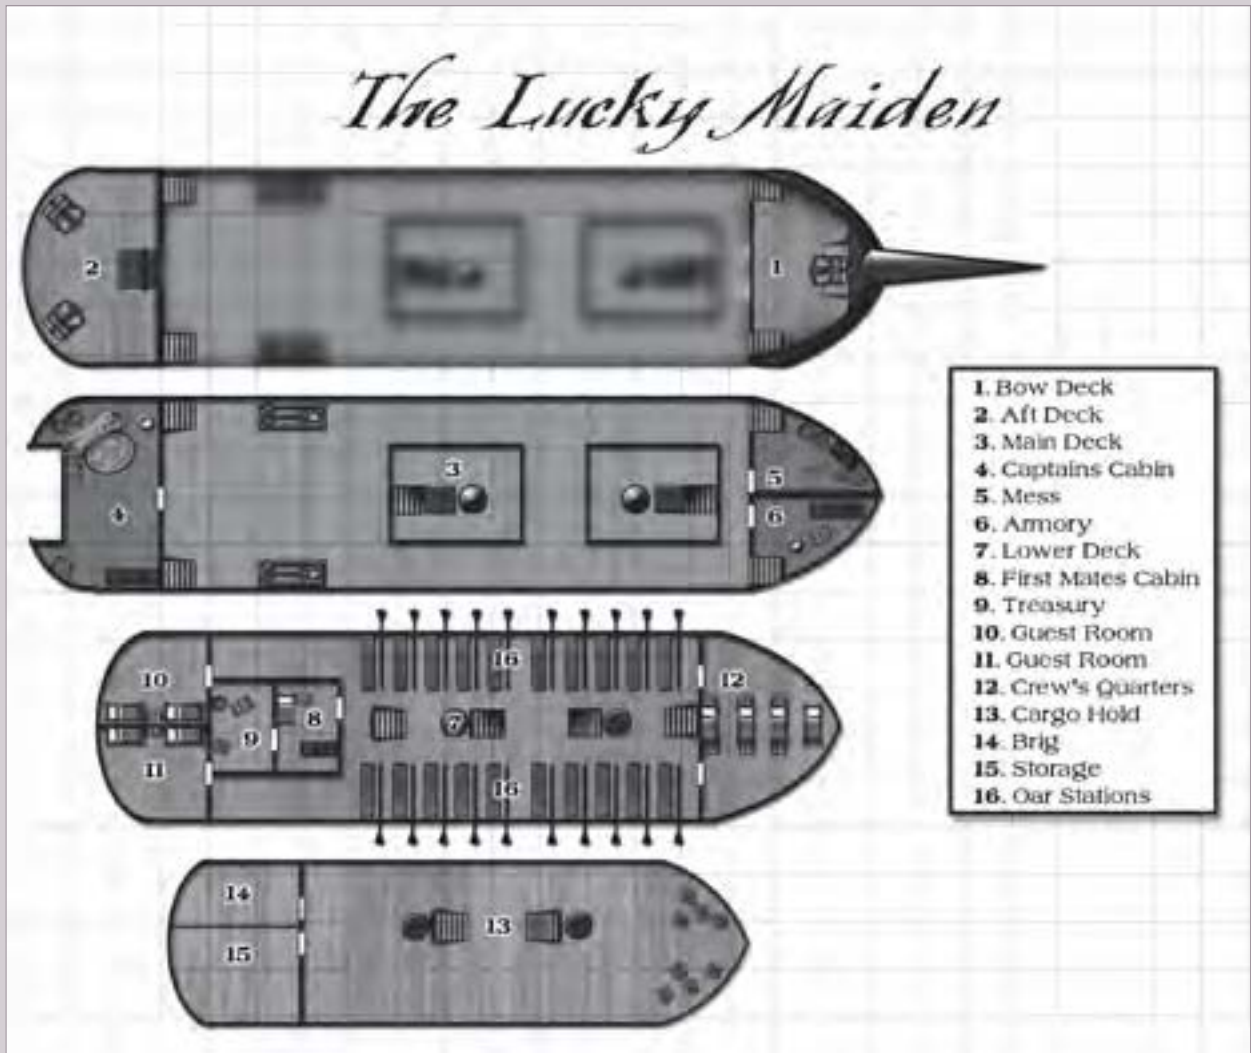 The Lucky Maiden
2
1
1. Bow Deck
2. Aft Deck
3. Main Deck
4. Captains Cabin
5. Mess
6. Armory
7. Lower Deck
8. First Mates Cabin
9. Treasury
10. Guest Room
11. Guest Room
12. Crew's Quarters
13. Cargo Hold
14. Brig
15. Storage
16. Oar Stations
3
5
4
6
16
10
12
8
7
9
11
16
14
13
15